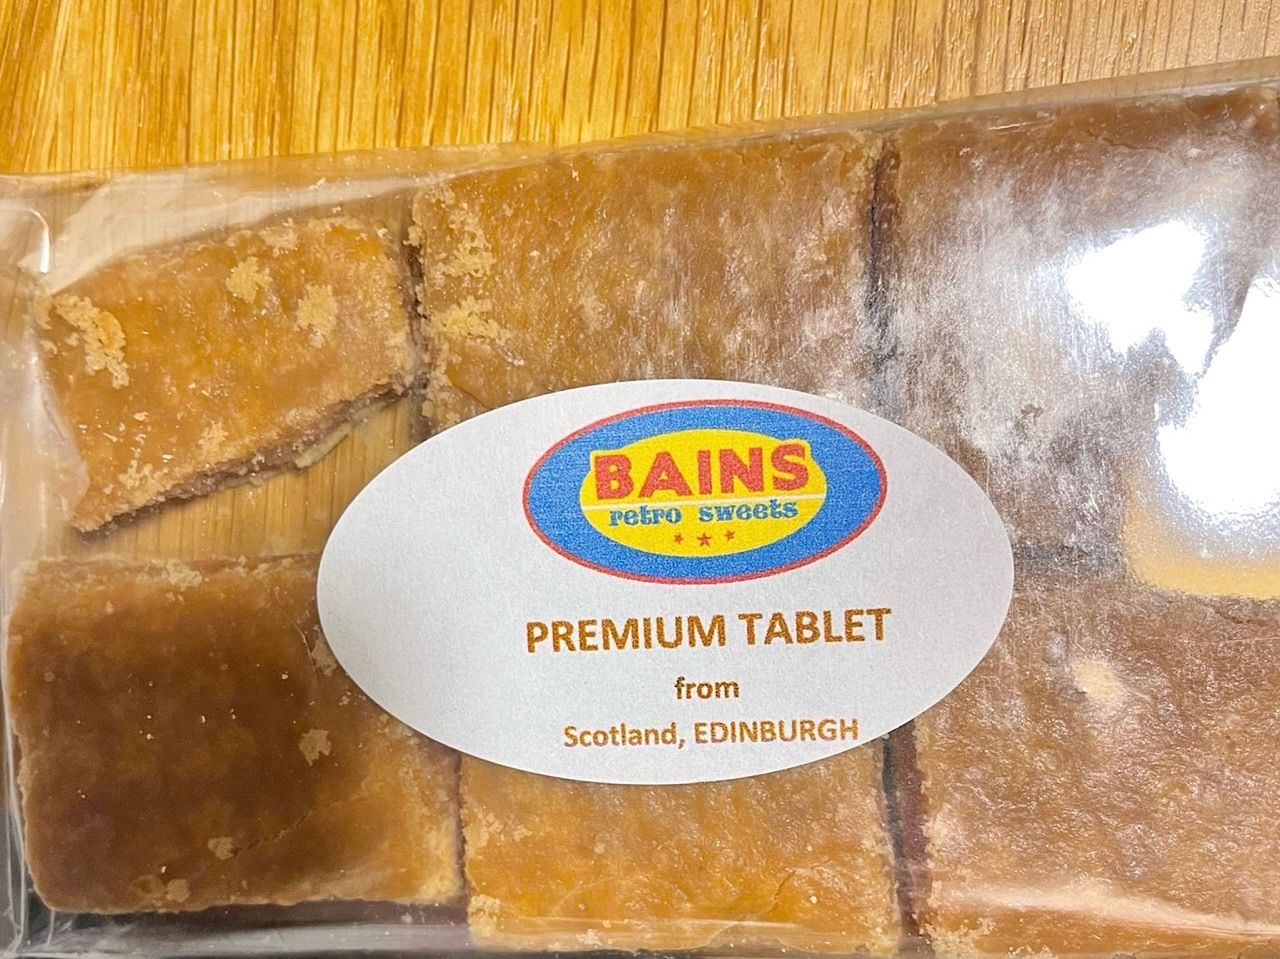 BAINS
retro sweets
PREMIUM TABLET
from
Scotland, EDINBURGH